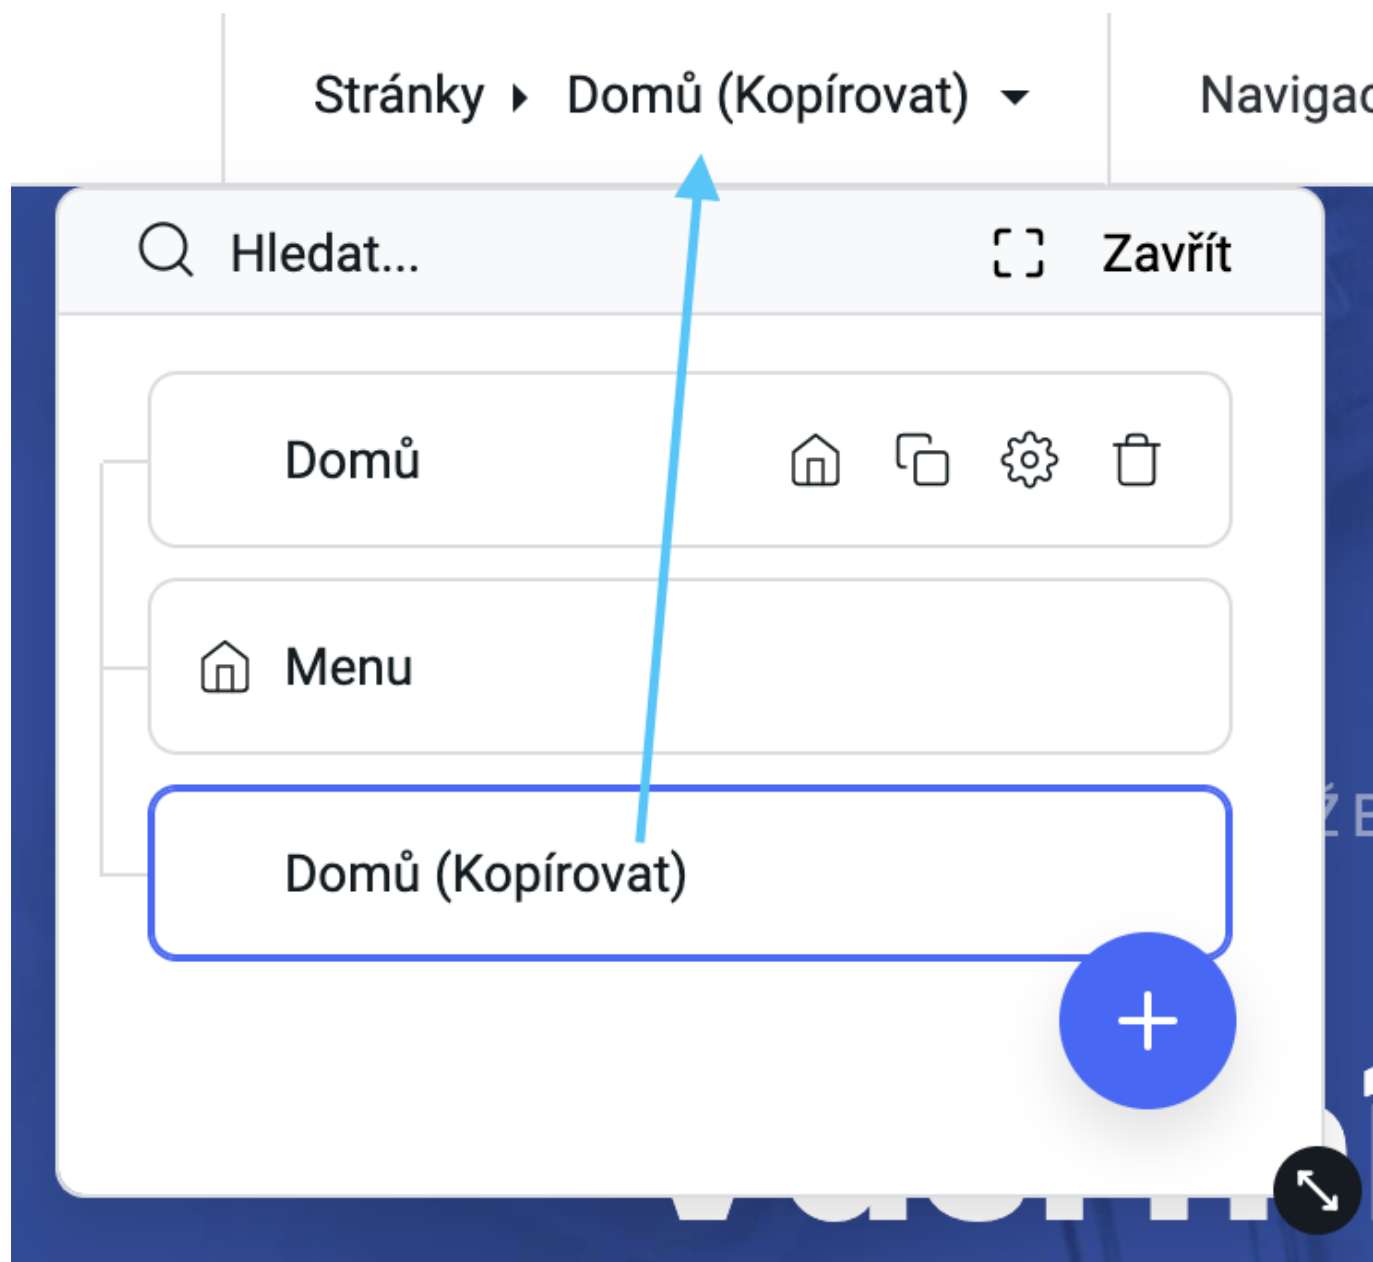 Stránky Domů (Kopírovat)
Hledat...
Zavřít
Domů
Menu
Domů (Kopírovat)